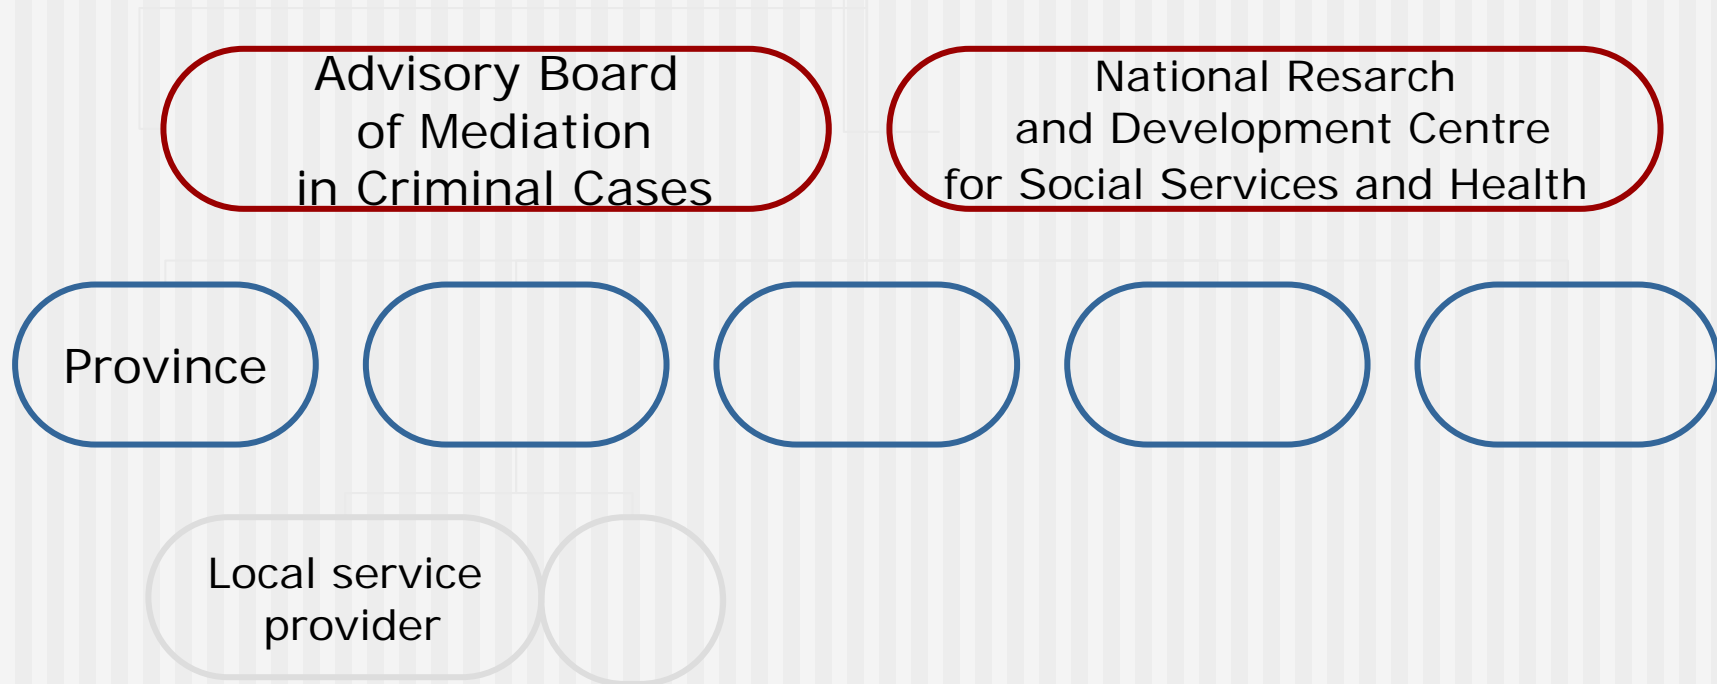 Advisory Board
of Mediation
in Criminal Cases
National Resarch
and Development Centre
for Social Services and Health
Province
Local service
provider